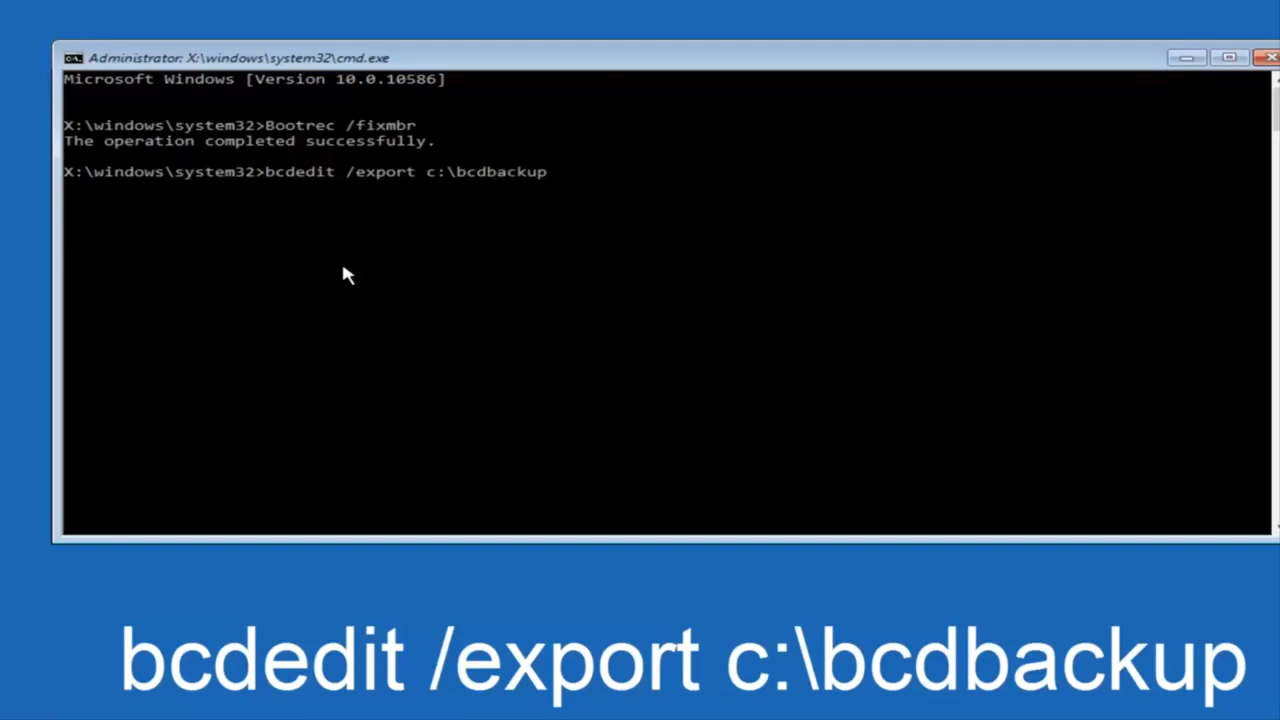 Administrator: X:\windows\system32\cmd.exe
Microsoft Windows [Version 10.0.10586]
X:\windows\system32>Bootrec /fixmbr
The operation completed successfully.
X:\windows\system32>bcdedit /export c:\bcdbackup
bcdedit /export c:\bcdbackup